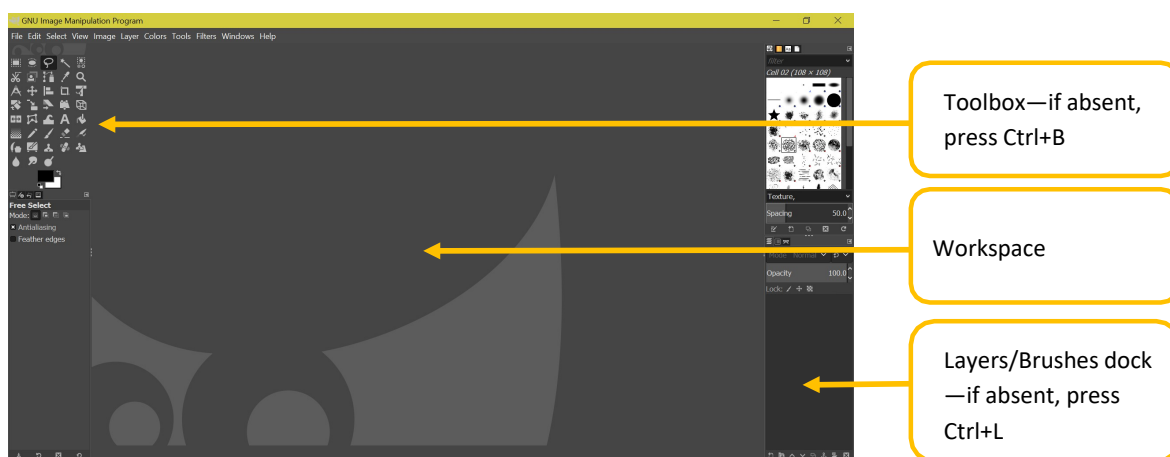 GNU Image Manipulation Program
File Edit Select View Image Layer Colors Tools Filters Windows Help
filter
Cell 02 (108 × 108)
Toolbox—if absent,
press Ctrl+B
Texture,
Free Select
Spacing 50.0
Mode:
Antialiasing
Feather edges
Workspace
Mode Normal
Opacity 100.0
Lock:
Layers/Brushes dock
—if absent, press
Ctrl+L